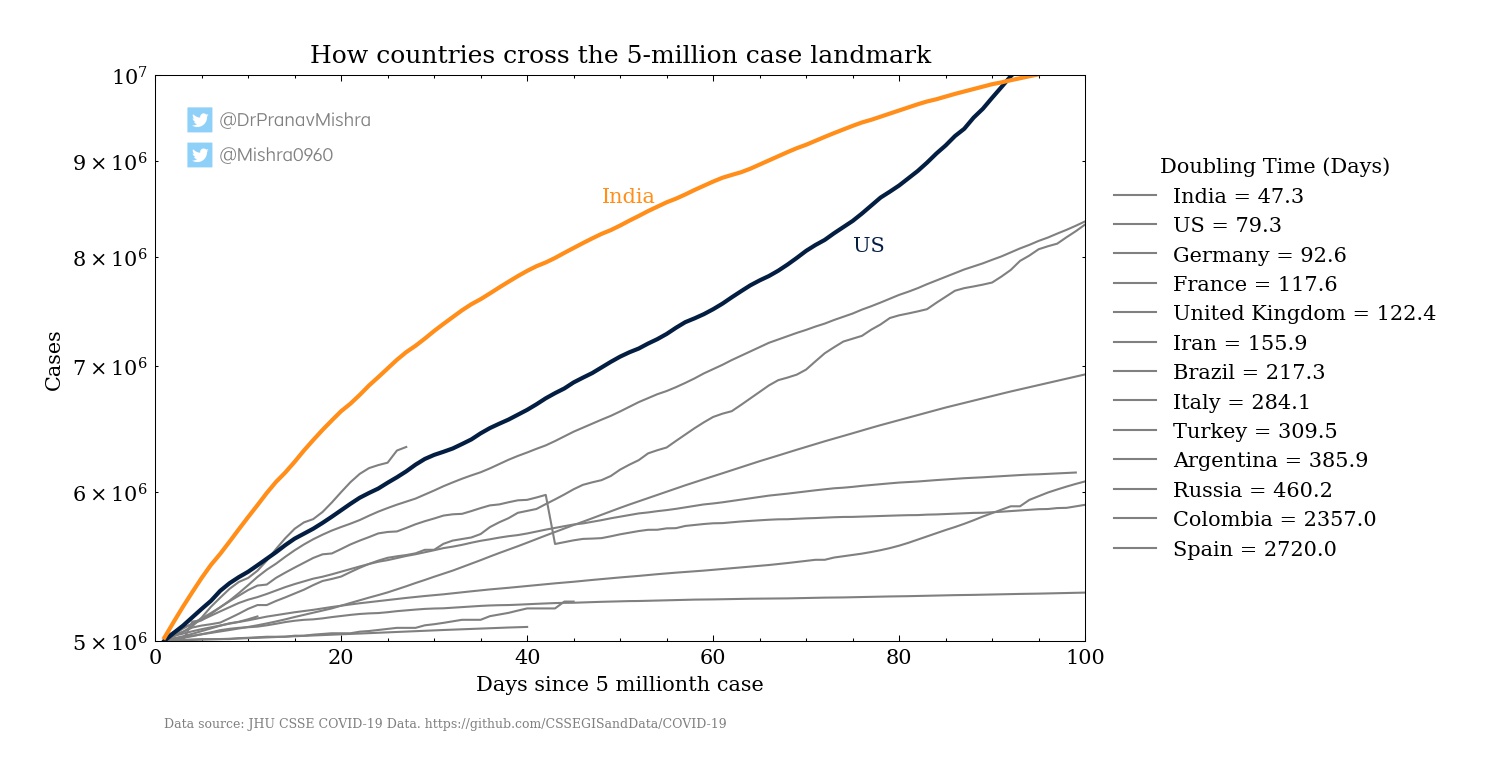 How countries cross the 5-million case landmark
10⁷
9 × 10⁶
8 × 10⁶
7 × 10⁶
6 × 10⁶
5 × 10⁶
Cases
@DrPranavMishra
@Mishra0960
India
US
0 20 40 60 80 100
Days since 5 millionth case
Doubling Time (Days)
India = 47.3
US = 79.3
Germany = 92.6
France = 117.6
United Kingdom = 122.4
Iran = 155.9
Brazil = 217.3
Italy = 284.1
Turkey = 309.5
Argentina = 385.9
Russia = 460.2
Colombia = 2357.0
Spain = 2720.0
Data source: JHU CSSE COVID-19 Data. https://github.com/CSSEGISandData/COVID-19